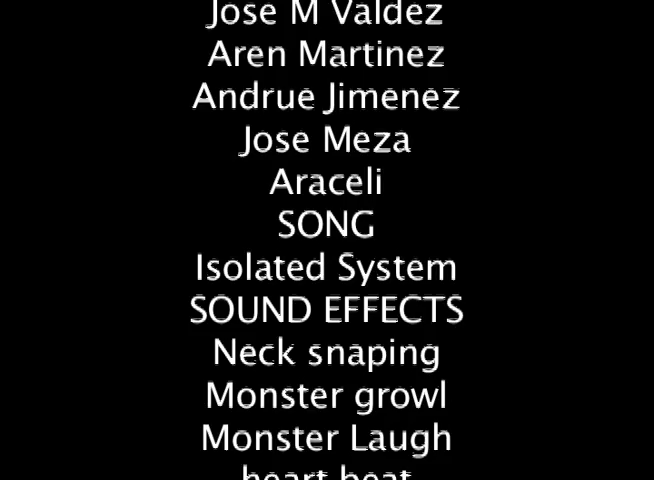 Jose M Valdez
Aren Martinez
Andrue Jimenez
Jose Meza
Araceli
SONG
Isolated System
SOUND EFFECTS
Neck snaping
Monster growl
Monster Laugh
heart beat